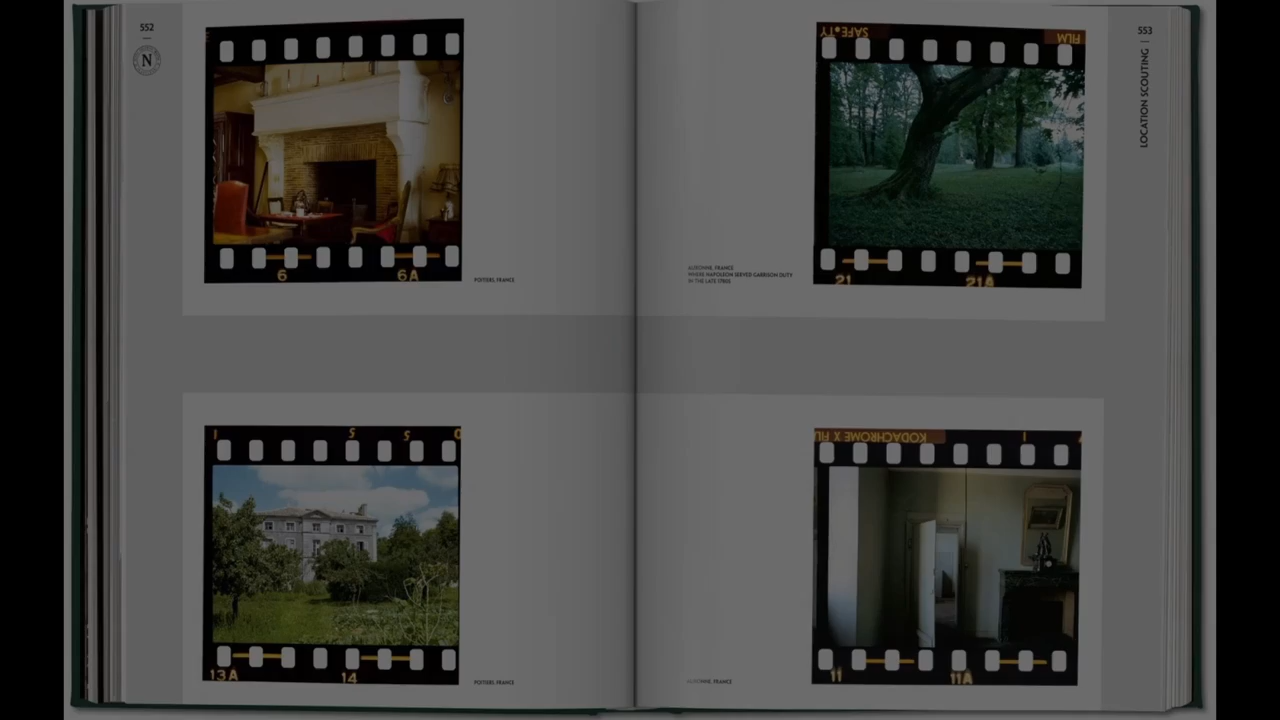 552
N
6
6A
POITIERS, FRANCE
13A
14
POITIERS, FRANCE
553
LOCATION SCOUTING
SAFETY
FILM
AUXONNE, FRANCE
WHERE NAPOLEON SERVED GARRISON DUTY
IN THE LATE 1780S
21
21A
KODACHROME X FIL
11
11A
AUXONNE, FRANCE